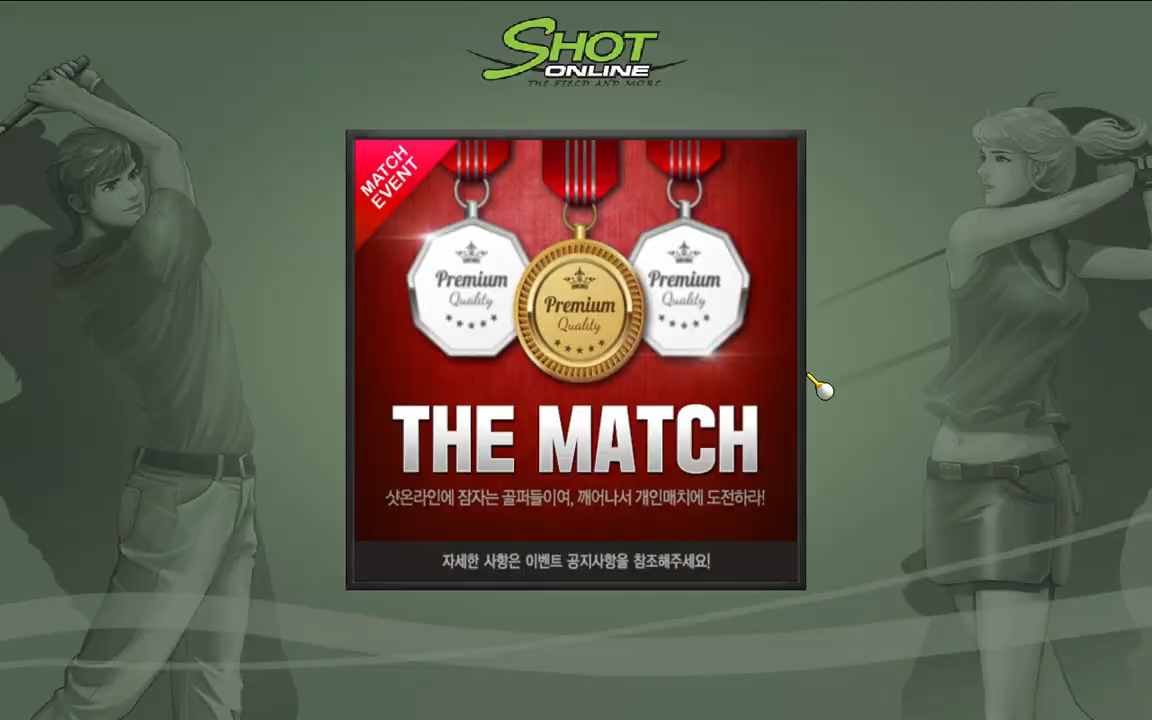 SHOT
ONLINE
THE FIELD AND MORE
MATCH
EVENT
Premium
Quality
Premium
Quality
Premium
Quality
THE MATCH
샷온라인에 잠자는 골퍼들이여, 깨어나서 개인매치에 도전하라!
자세한 사항은 이벤트 공지사항을 참조해주세요!